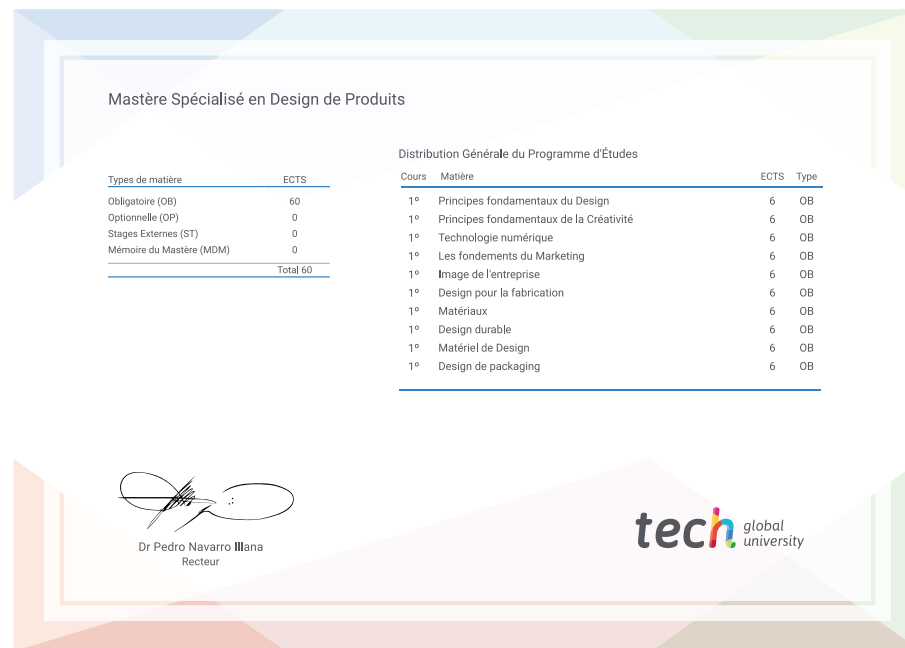 Mastère Spécialisé en Design de Produits
Types de matière ECTS
Obligatoire (OB) 60
Optionnelle (OP) 0
Stages Externes (ST) 0
Mémoire du Mastère (MDM) 0
Total 60
Distribution Générale du Programme d'Études
Cours Matière ECTS Type
1º Principes fondamentaux du Design 6 OB
1º Principes fondamentaux de la Créativité 6 OB
1º Technologie numérique 6 OB
1º Les fondements du Marketing 6 OB
1º Image de l'entreprise 6 OB
1º Design pour la fabrication 6 OB
1º Matériaux 6 OB
1º Design durable 6 OB
1º Matériel de Design 6 OB
1º Design de packaging 6 OB
Dr Pedro Navarro Illana
Recteur
tech global
university